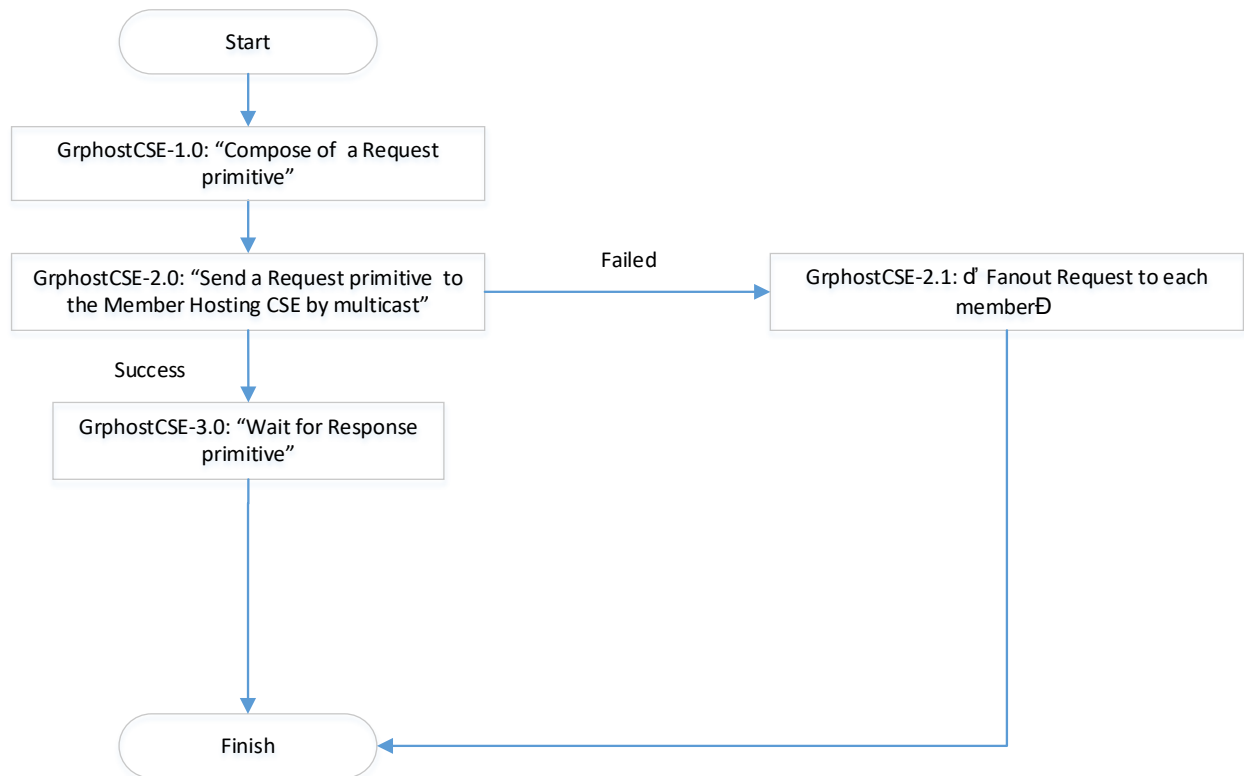 Start
GrphostCSE-1.0: “Compose of  a Request
primitive”
GrphostCSE-2.0: “Send a Request primitive  to
the Member Hosting CSE by multicast”
Failed
GrphostCSE-2.1: ɗ Fanout Request to each
memberĐ
Success
GrphostCSE-3.0: “Wait for Response
primitive”
Finish